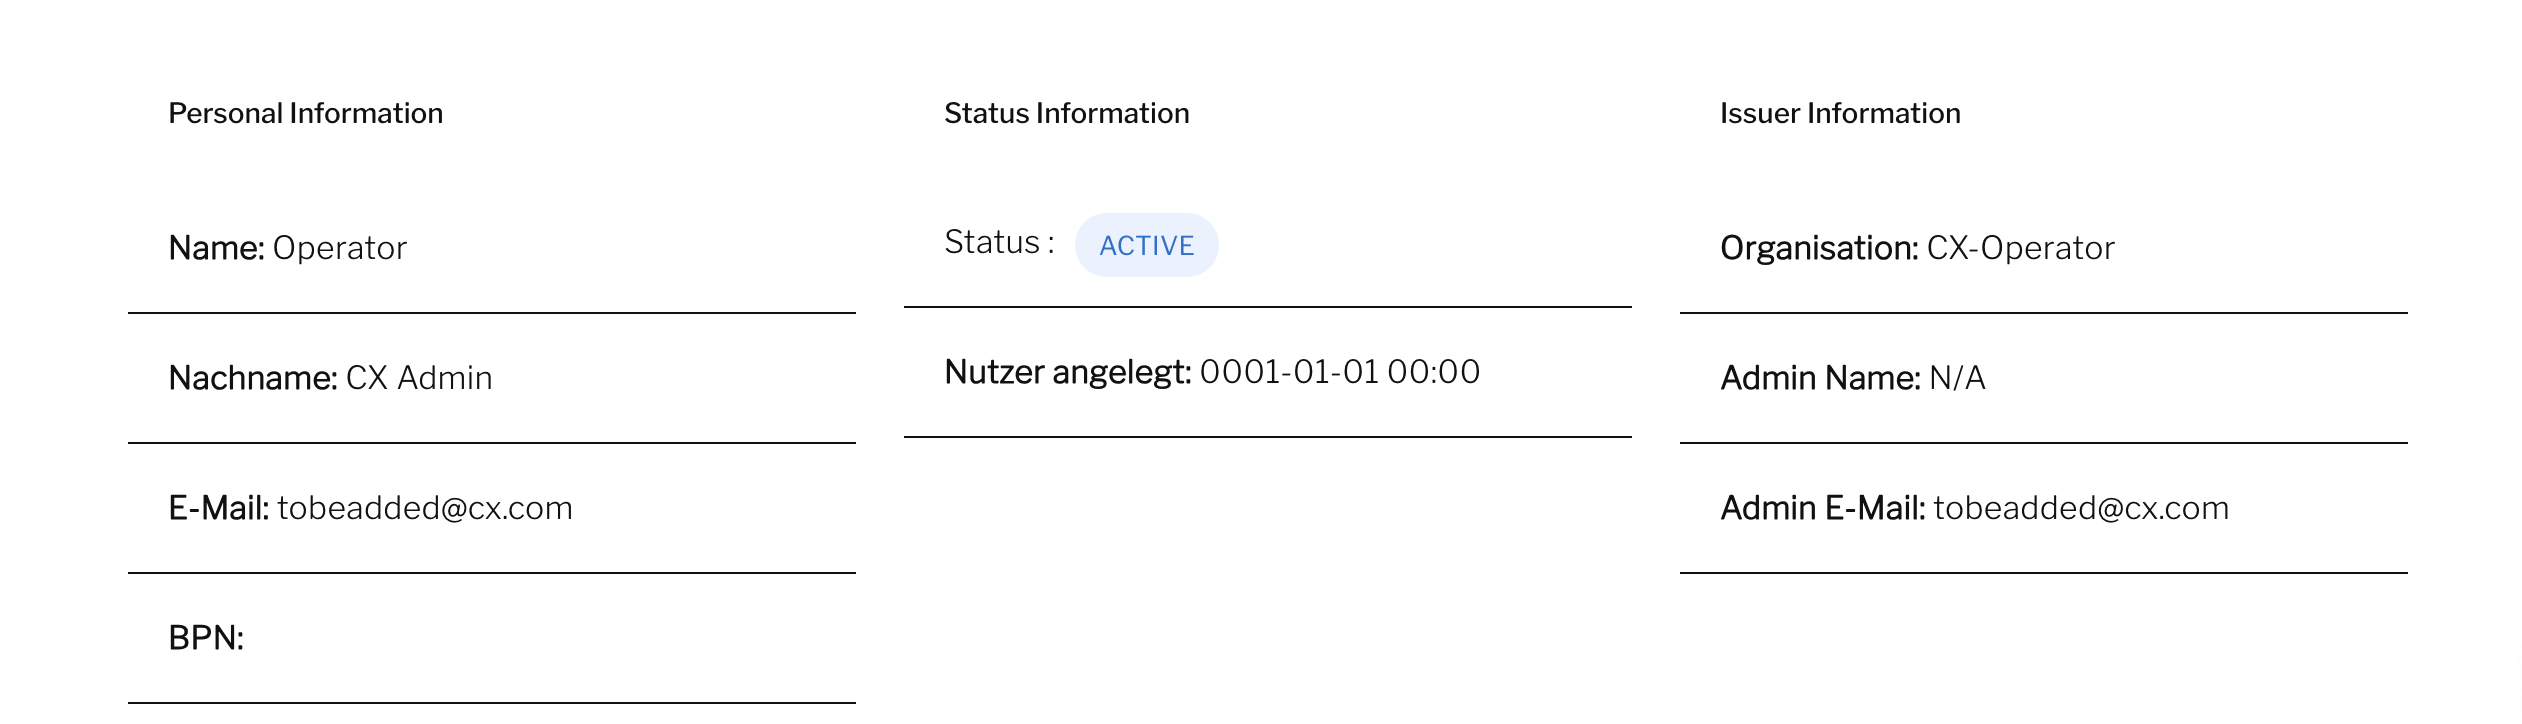 Personal Information
Name: Operator
Nachname: CX Admin
E-Mail: tobeadded@cx.com
BPN:
Status Information
Status : ACTIVE
Nutzer angelegt: 0001-01-01 00:00
Issuer Information
Organisation: CX-Operator
Admin Name: N/A
Admin E-Mail: tobeadded@cx.com